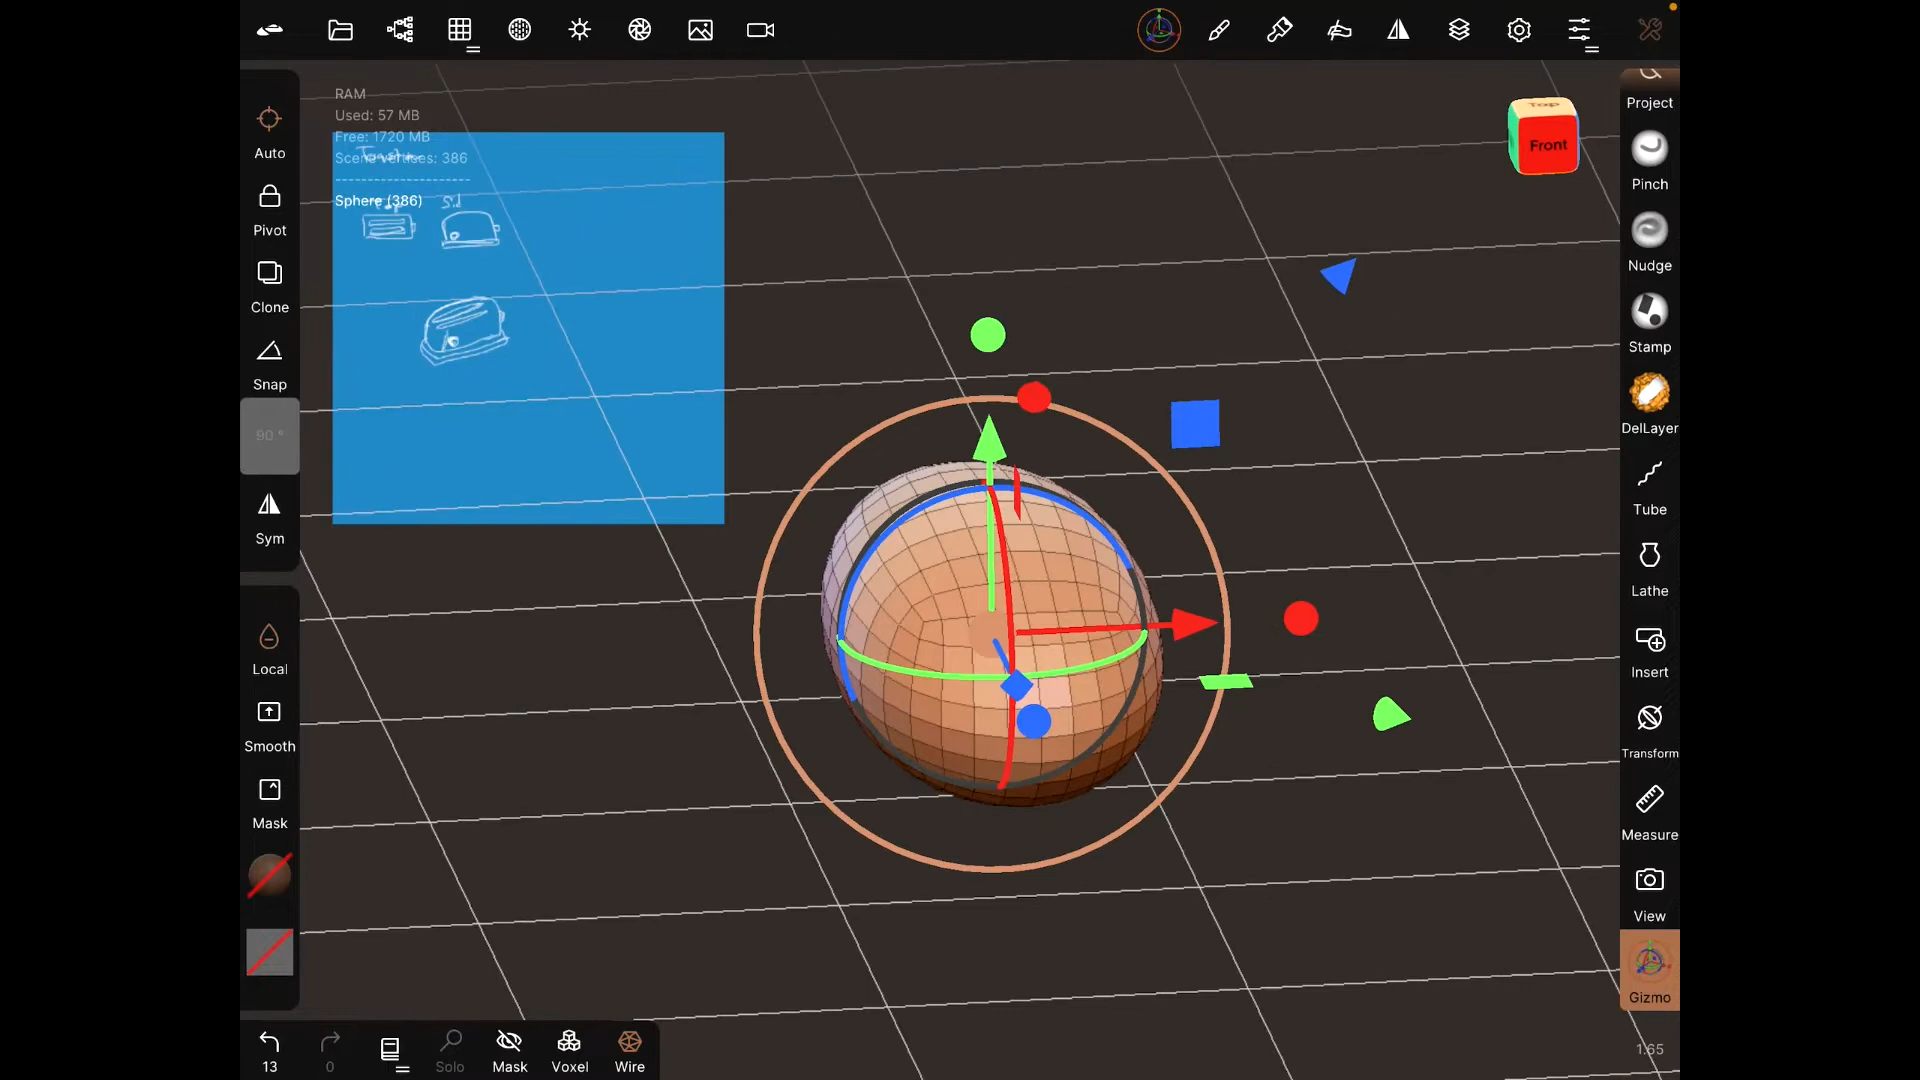 RAM
Used: 57 MB
Free: 1720 MB
Scene vertices: 386
Sphere (386)
Auto
Pivot
Clone
Snap
90 °
Sym
Local
Smooth
Mask
13
0
Solo
Mask
Voxel
Wire
Top
Front
Project
Pinch
Nudge
Stamp
DelLayer
Tube
Lathe
Insert
Transform
Measure
View
Gizmo
1.65